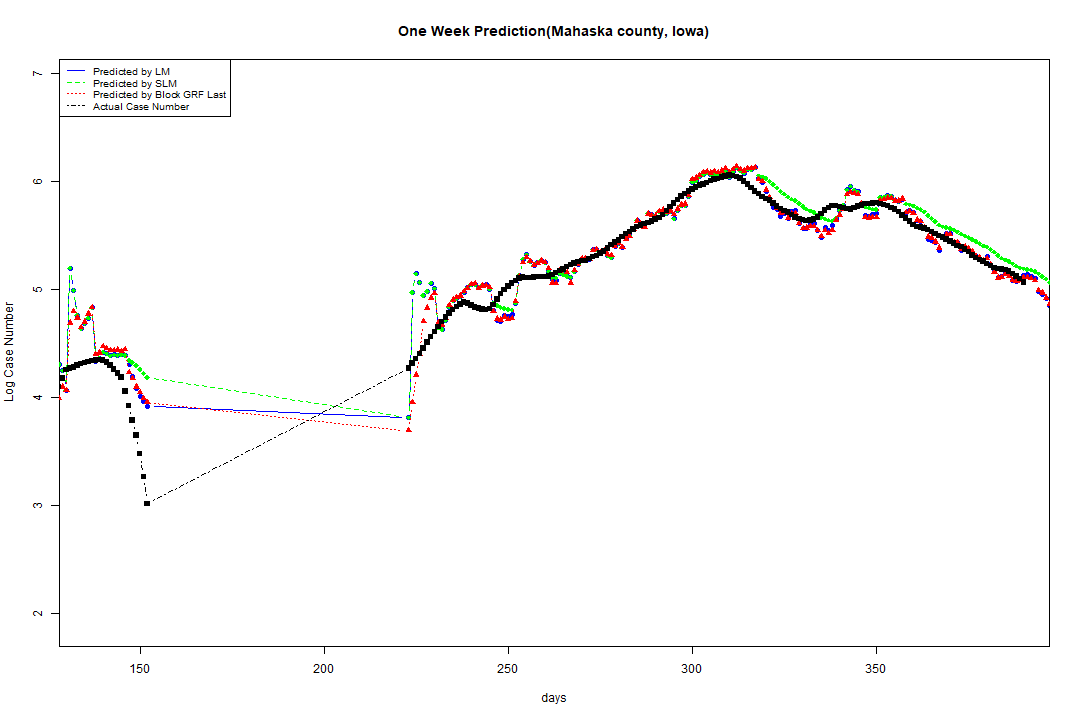 One Week Prediction(Mahaska county, Iowa)
Predicted by LM
Predicted by SLM
Predicted by Block GRF Last
Actual Case Number
7
6
5
4
3
2
Log Case Number
150 200 250 300 350
days